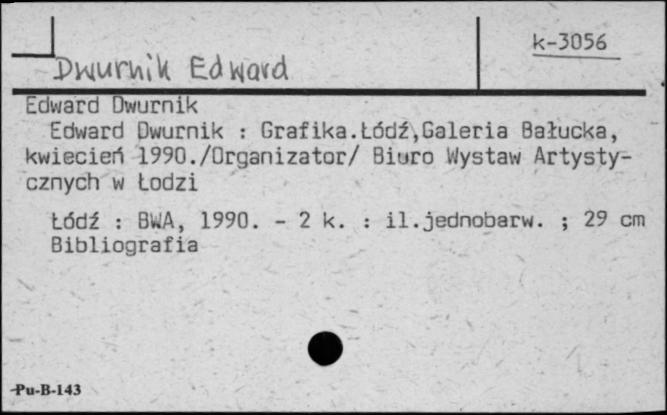 k-3056
Dwurnik Edward
Edward Dwurnik
Edward Dwurnik : Grafika.Łódź,Galeria Bałucka,
kwiecień 1990./Organizator/ Biuro Wystaw Artysty-
cznych w Łodzi
Łódź : BWA, 1990. - 2 k. : il.jednobarw. ; 29 cm
Bibliografia
Pu-B-143